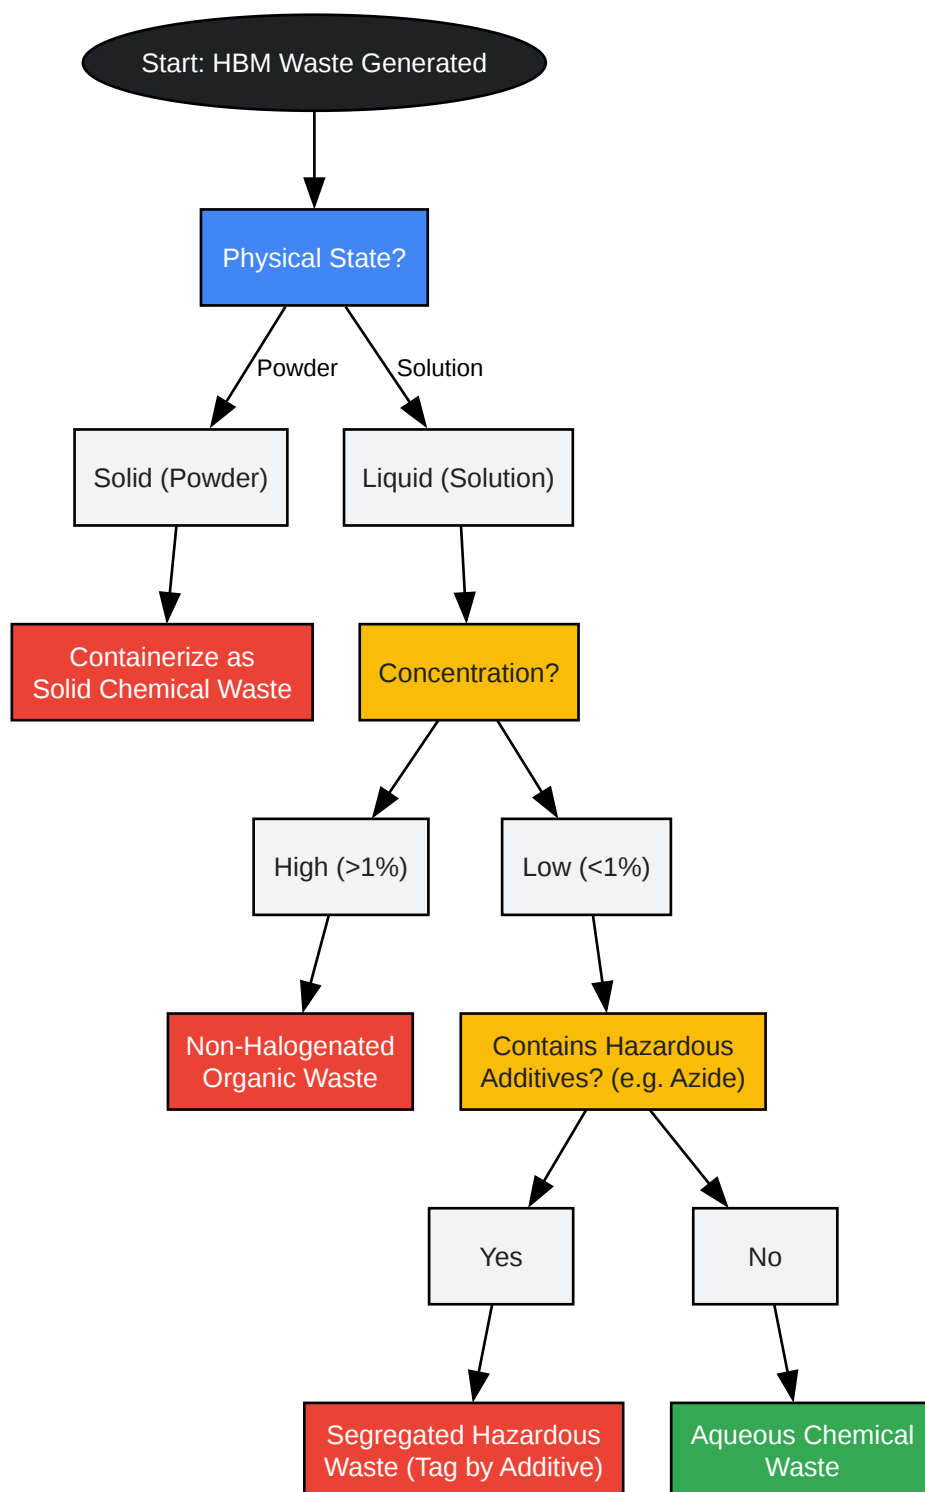 Start: HBM Waste Generated
Physical State?
Powder
Solution
Solid (Powder)
Liquid (Solution)
Containerize as
Solid Chemical Waste
Concentration?
High (>1%)
Low (<1%)
Non-Halogenated
Organic Waste
Contains Hazardous
Additives? (e.g. Azide)
Yes
No
Segregated Hazardous
Waste (Tag by Additive)
Aqueous Chemical
Waste